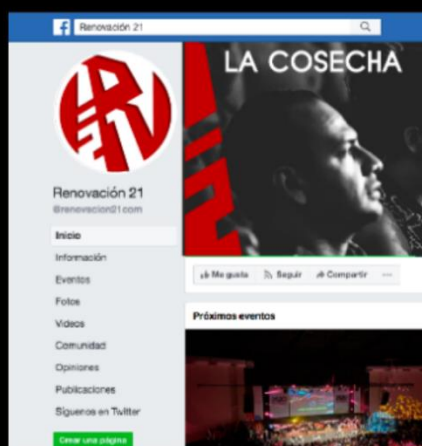 Renovación 21
LA COSECHA
Renovación 21
@renovacion21com
Inicio
Información
Eventos
Fotos
Videos
Comunidad
Opiniones
Publicaciones
Síguenos en Twitter
Crear una página
Me gusta
Seguir
Compartir
Próximos eventos